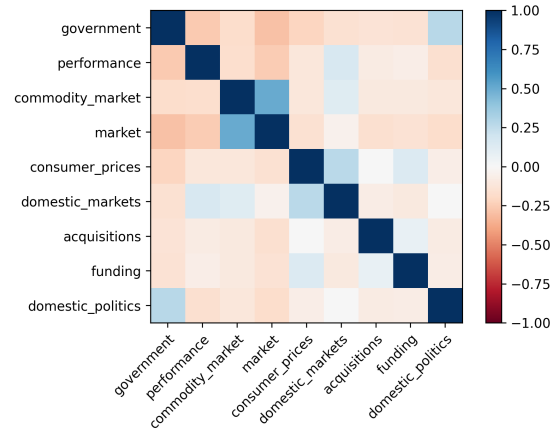 government
performance
commodity_market
market
consumer_prices
domestic_markets
acquisitions
funding
domestic_politics
government
performance
commodity_market
market
consumer_prices
domestic_markets
acquisitions
funding
domestic_politics
1.00
0.75
0.50
0.25
0.00
−0.25
−0.50
−0.75
−1.00